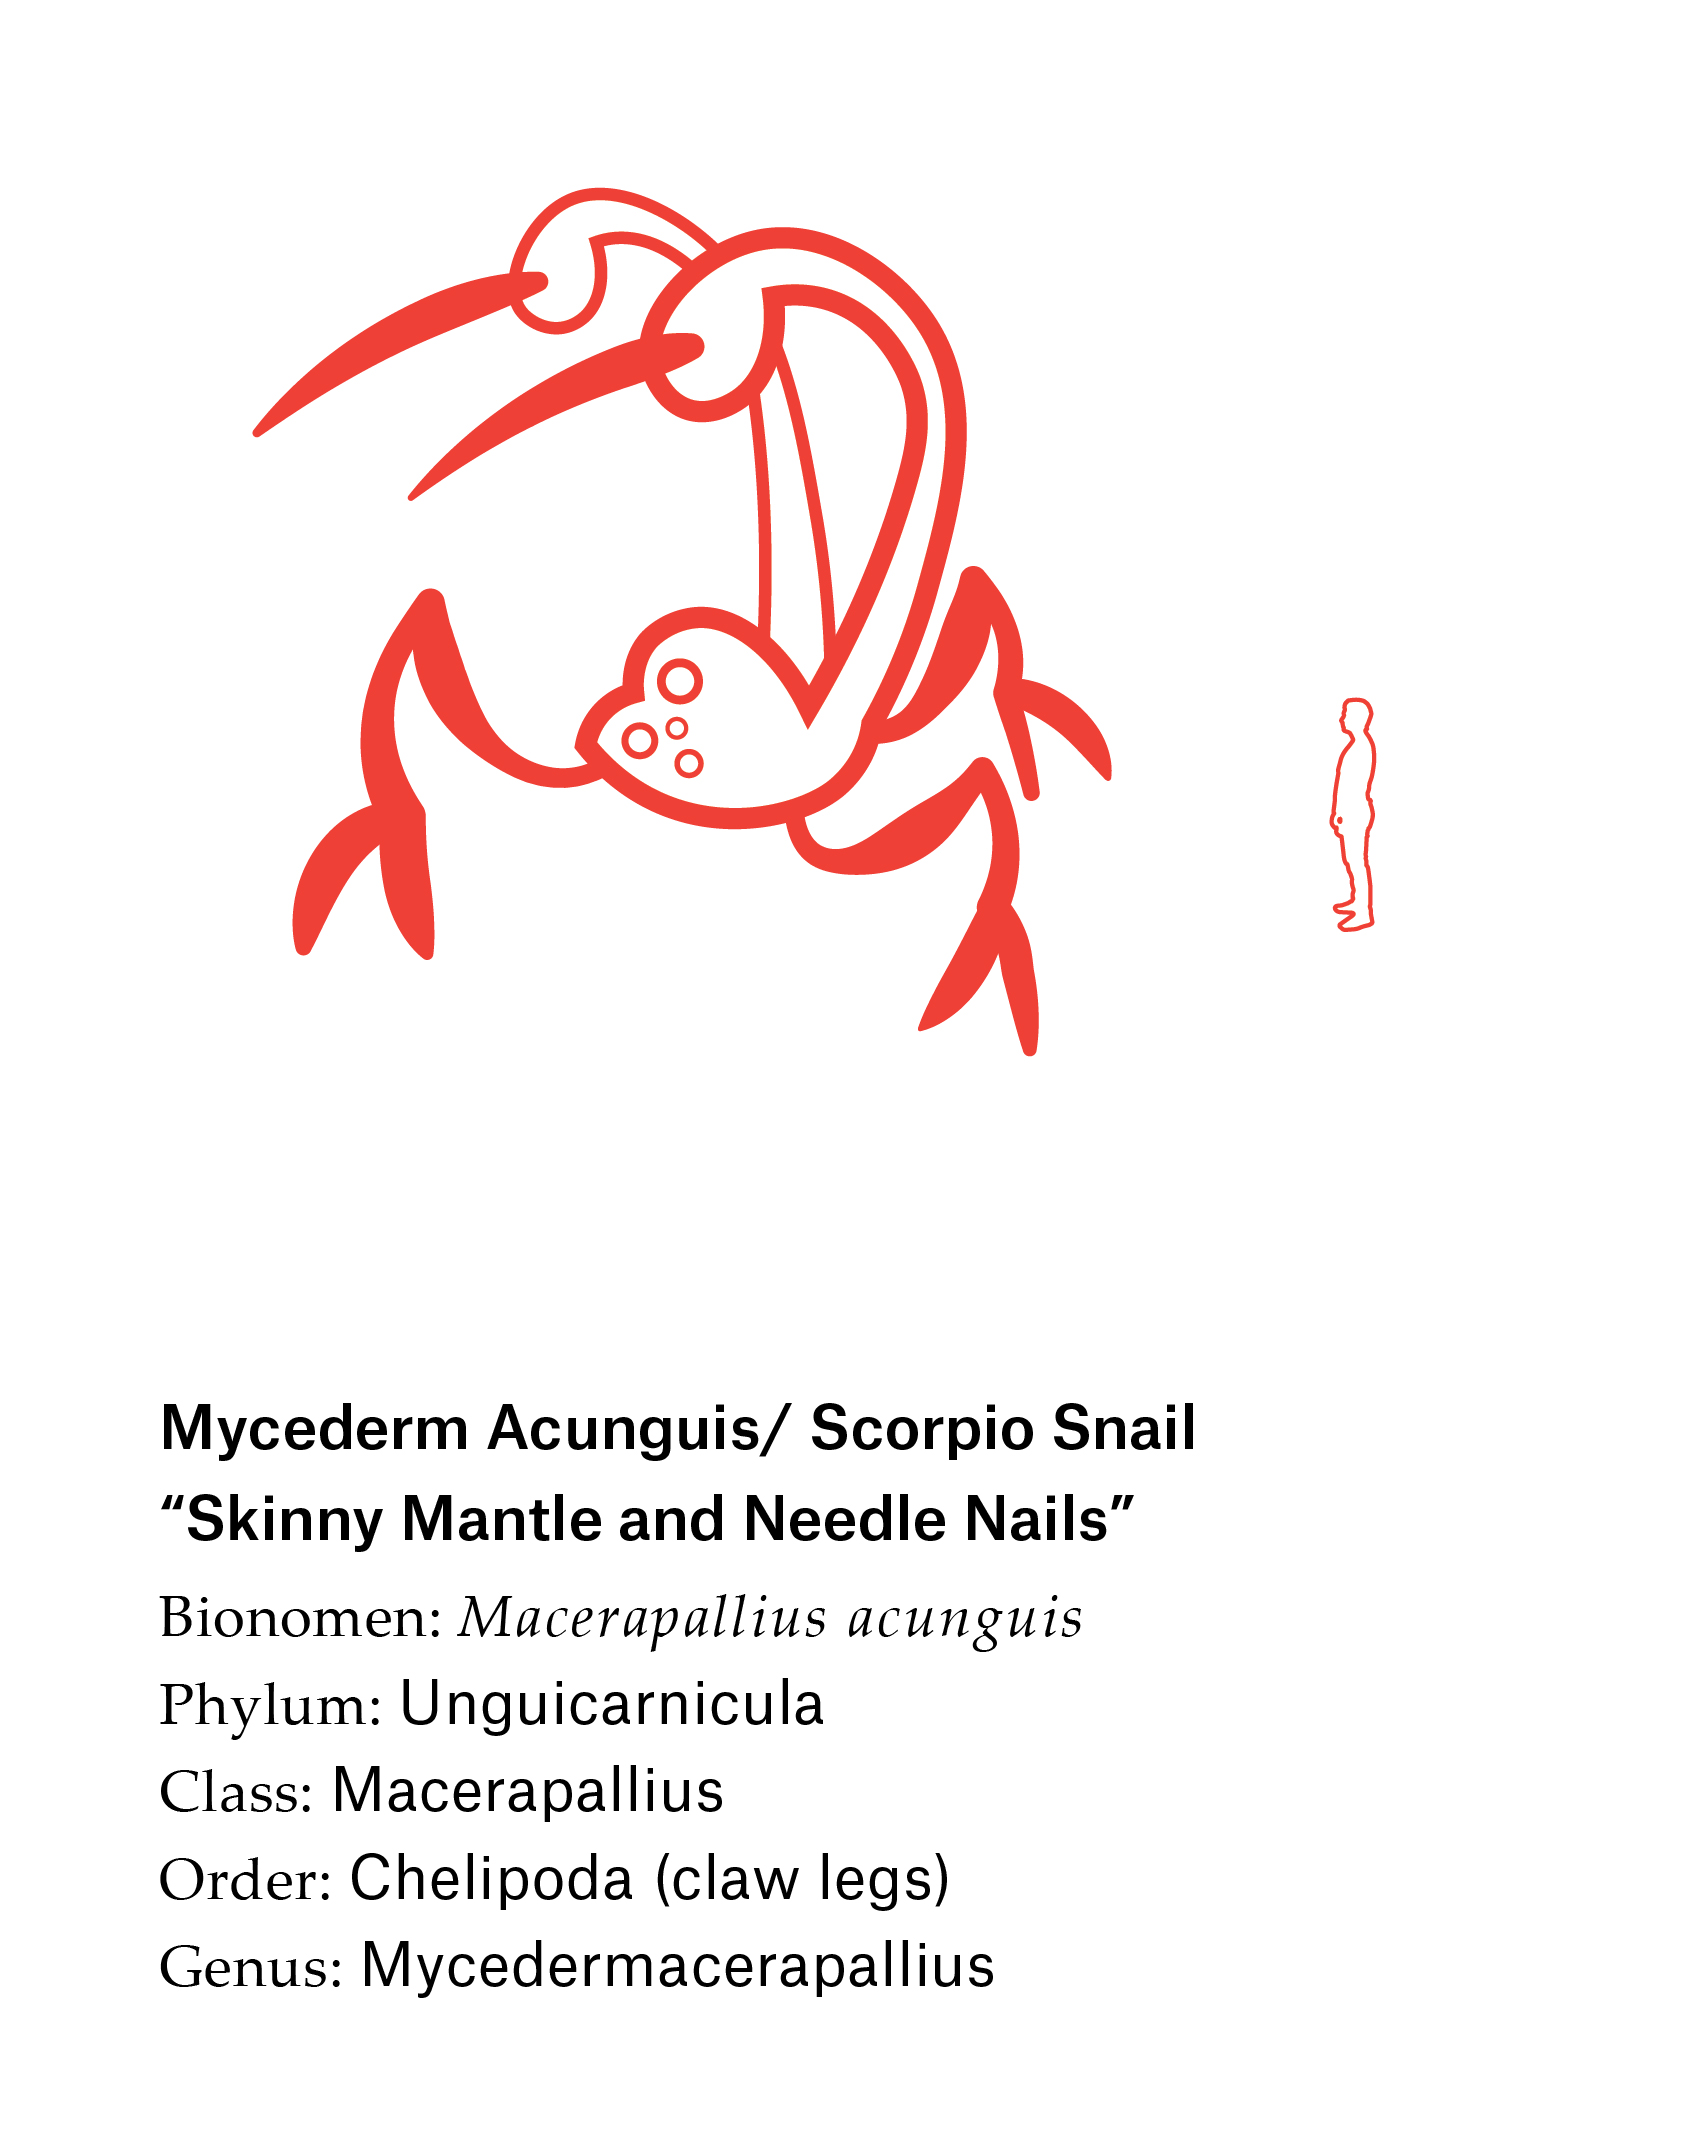 Mycederm Acunguis/ Scorpio Snail
“Skinny Mantle and Needle Nails”
Bionomen: Macerapallius acunguis
Phylum: Unguicarnicula
Class: Macerapallius
Order: Chelipoda (claw legs)
Genus: Mycedermacerapallius